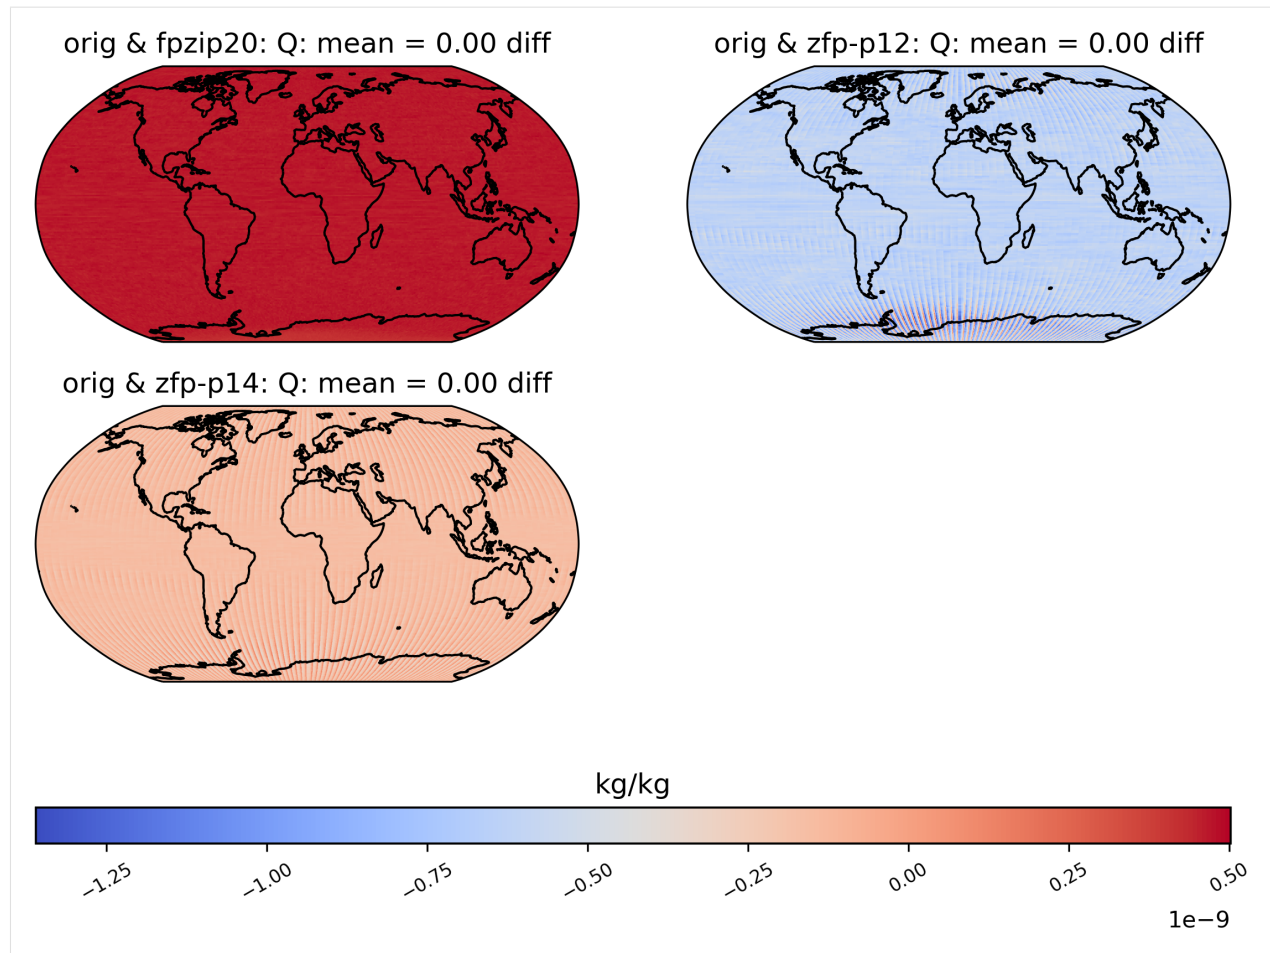 orig & fpzip20: Q: mean = 0.00 diff
orig & zfp-p12: Q: mean = 0.00 diff
orig & zfp-p14: Q: mean = 0.00 diff
kg/kg
−1.25 −1.00 −0.75 −0.50 −0.25 0.00 0.25 0.50
1e−9